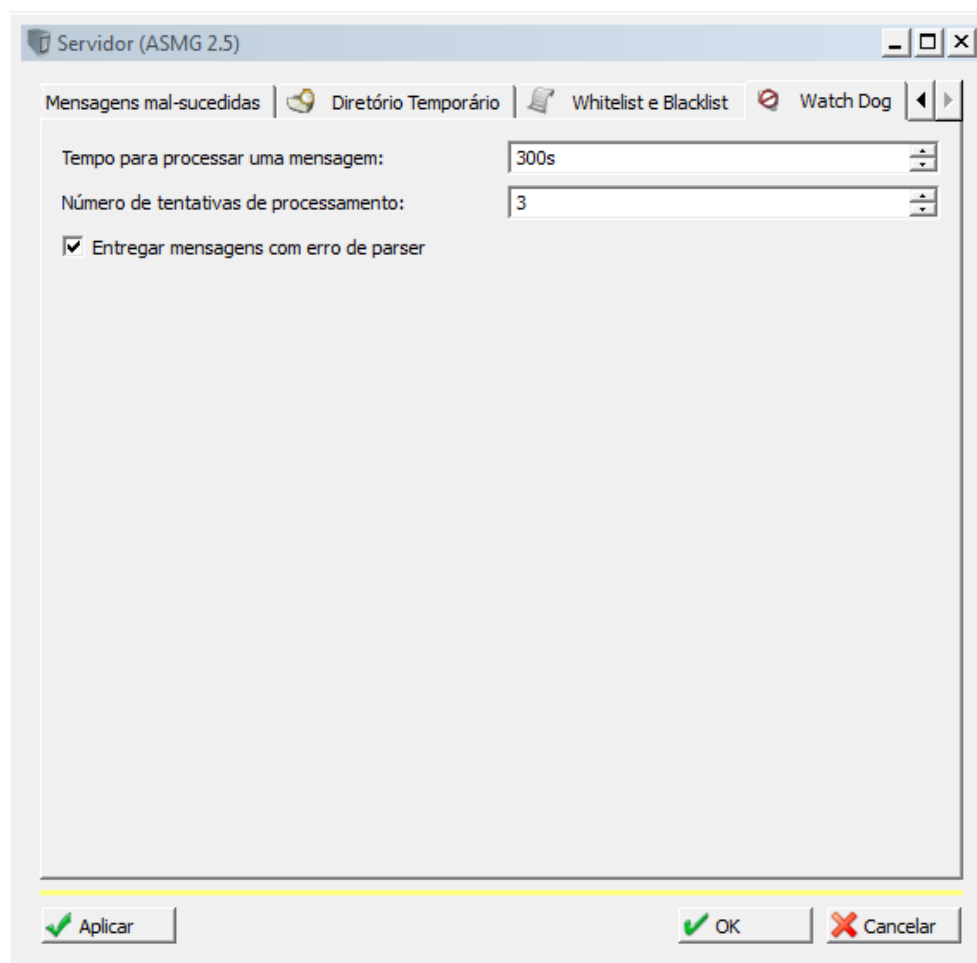 Servidor (ASMG 2.5)
Mensagens mal-sucedidas Diretório Temporário Whitelist e Blacklist Watch Dog
Tempo para processar uma mensagem: 300s
Número de tentativas de processamento: 3
Entregar mensagens com erro de parser
Aplicar OK Cancelar